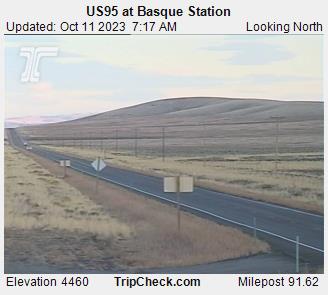 US95 at Basque Station
Updated: Oct 11 2023 7:17 AM Looking North
Elevation 4460 TripCheck.com Milepost 91.62